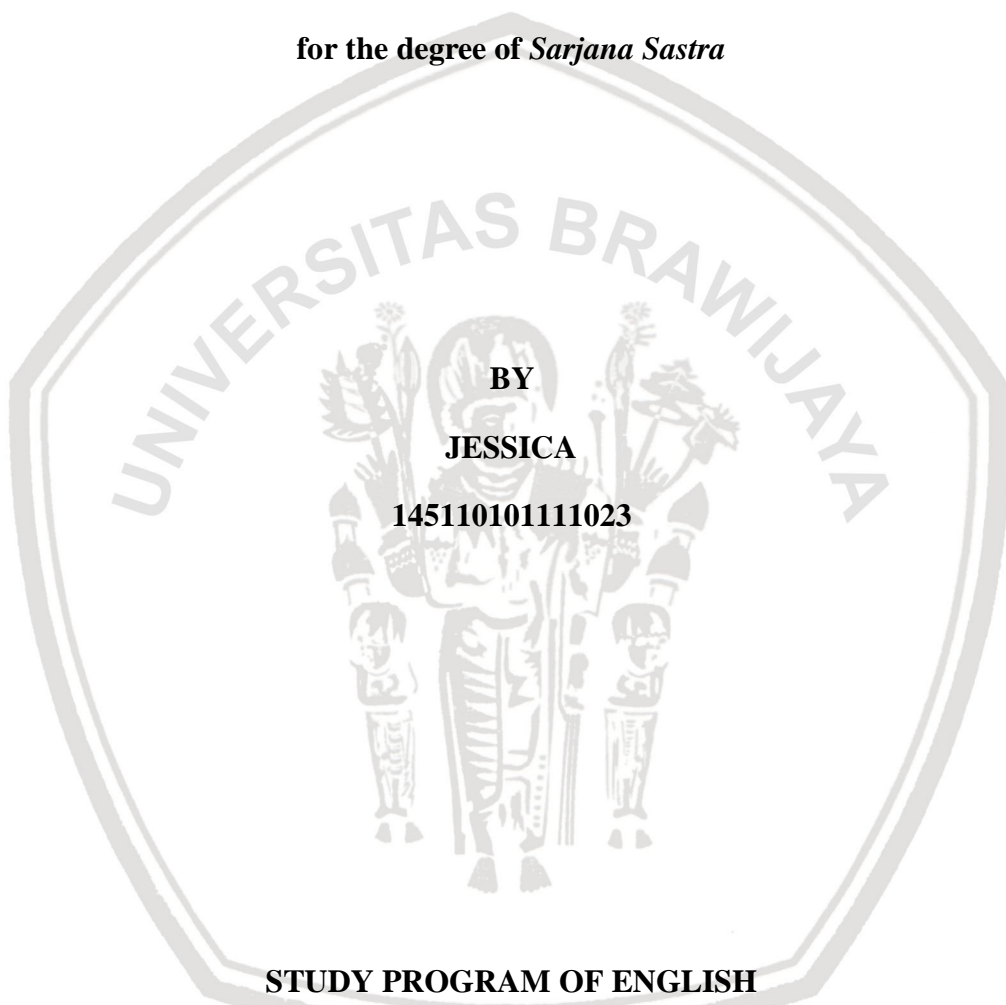 for the degree of Sarjana Sastra
UNIVERSITAS BRAWIJAYA
BY
JESSICA
145110101111023
STUDY PROGRAM OF ENGLISH